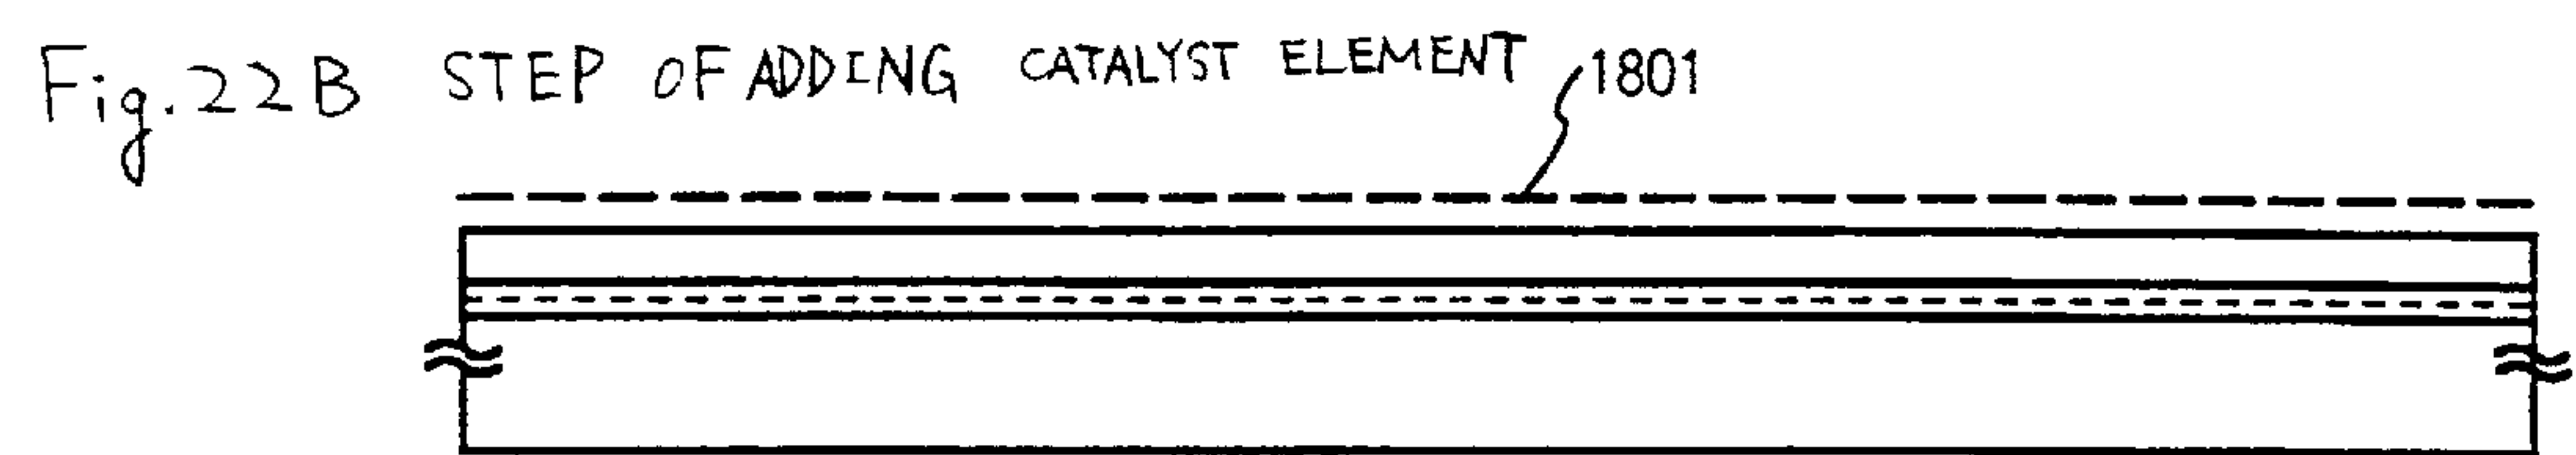 Fig.22B STEP OF ADDING CATALYST ELEMENT 1801